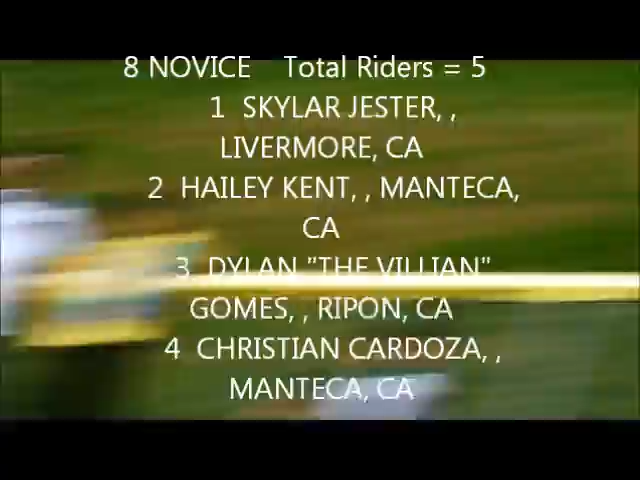 8 NOVICE Total Riders = 5
1 SKYLAR JESTER, ,
LIVERMORE, CA
2 HAILEY KENT, , MANTECA,
CA
3 DYLAN "THE VILLIAN"
GOMES, , RIPON, CA
4 CHRISTIAN CARDOZA, ,
MANTECA, CA